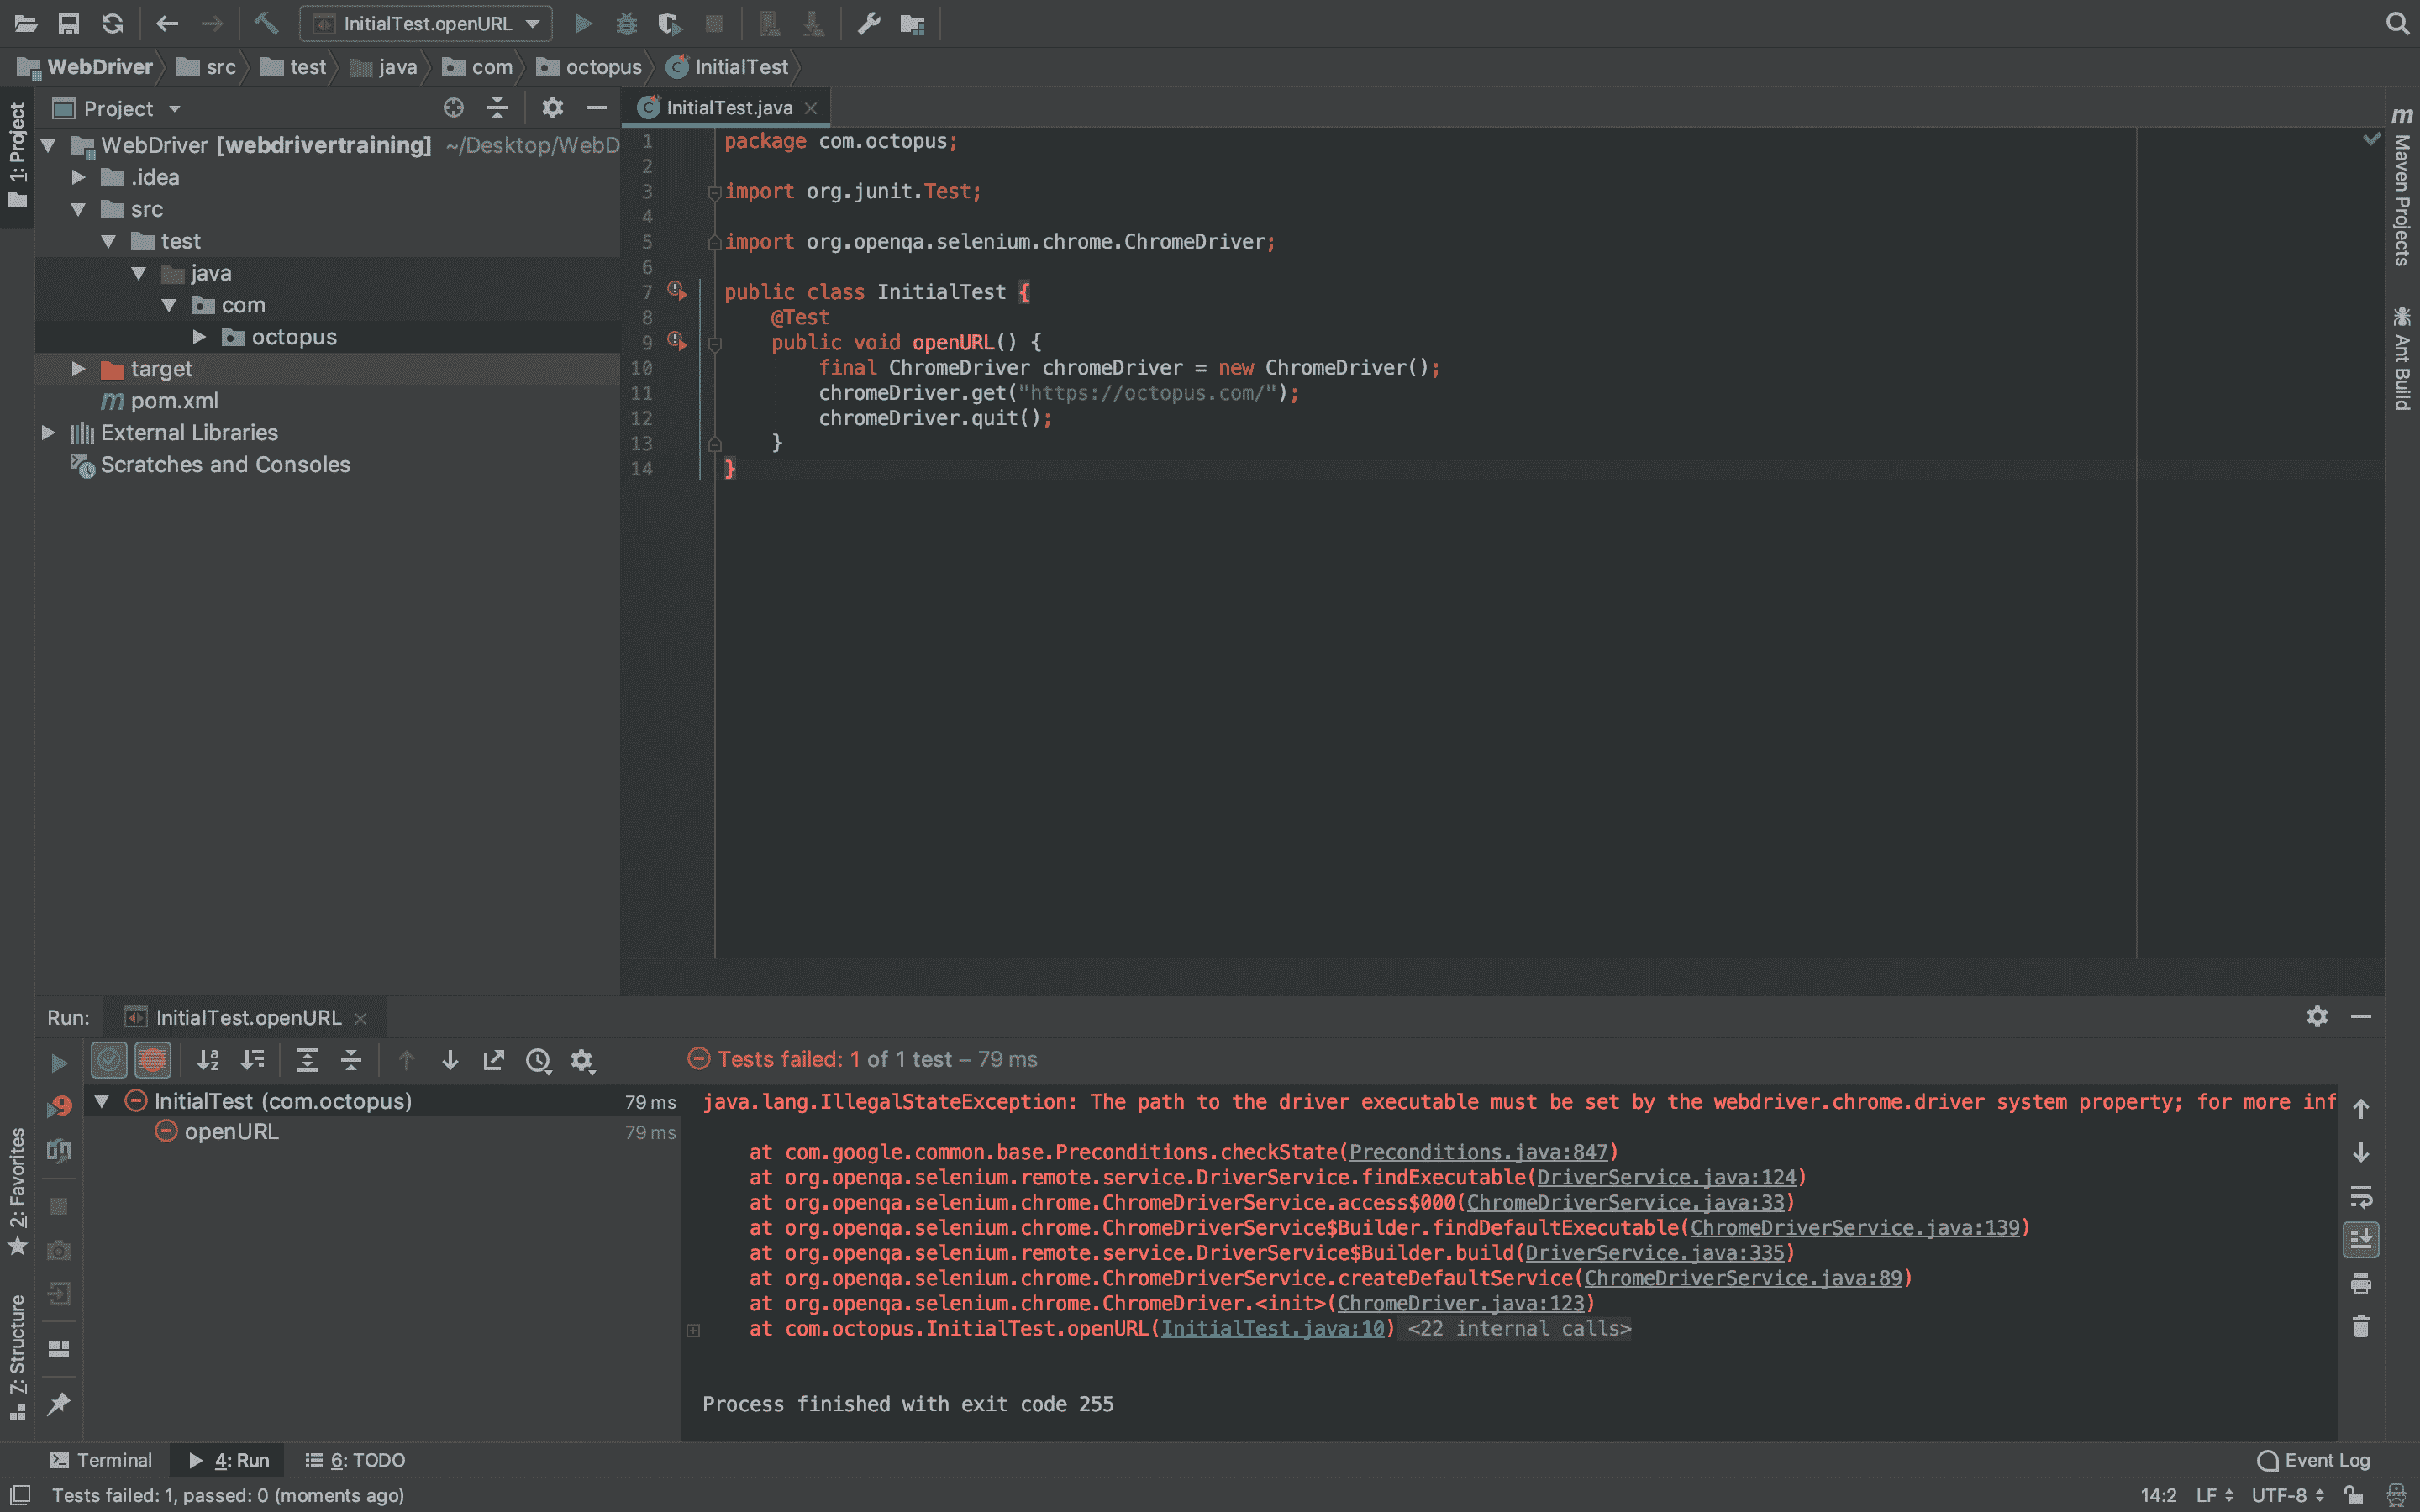 InitialTest.openURL
WebDriver src test java com octopus InitialTest
1: Project
Project
WebDriver [webdrivertraining] ~/Desktop/WebD
.idea
src
test
java
com
octopus
target
pom.xml
External Libraries
Scratches and Consoles
InitialTest.java
1 package com.octopus;
2
3 import org.junit.Test;
4
5 import org.openqa.selenium.chrome.ChromeDriver;
6
7 public class InitialTest {
8 @Test
9 public void openURL() {
10 final ChromeDriver chromeDriver = new ChromeDriver();
11 chromeDriver.get("https://octopus.com/");
12 chromeDriver.quit();
13 }
14 }
Maven Projects
Ant Build
Run: InitialTest.openURL
Tests failed: 1 of 1 test – 79 ms
InitialTest (com.octopus) 79 ms
openURL 79 ms
java.lang.IllegalStateException: The path to the driver executable must be set by the webdriver.chrome.driver system property; for more inf
at com.google.common.base.Preconditions.checkState(Preconditions.java:847)
at org.openqa.selenium.remote.service.DriverService.findExecutable(DriverService.java:124)
at org.openqa.selenium.chrome.ChromeDriverService.access$000(ChromeDriverService.java:33)
at org.openqa.selenium.chrome.ChromeDriverService$Builder.findDefaultExecutable(ChromeDriverService.java:139)
at org.openqa.selenium.remote.service.DriverService$Builder.build(DriverService.java:335)
at org.openqa.selenium.chrome.ChromeDriverService.createDefaultService(ChromeDriverService.java:89)
at org.openqa.selenium.chrome.ChromeDriver.<init>(ChromeDriver.java:123)
at com.octopus.InitialTest.openURL(InitialTest.java:10) <22 internal calls>
Process finished with exit code 255
2: Favorites
7: Structure
Terminal 4: Run 6: TODO Event Log
Tests failed: 1, passed: 0 (moments ago) 14:2 LF UTF-8